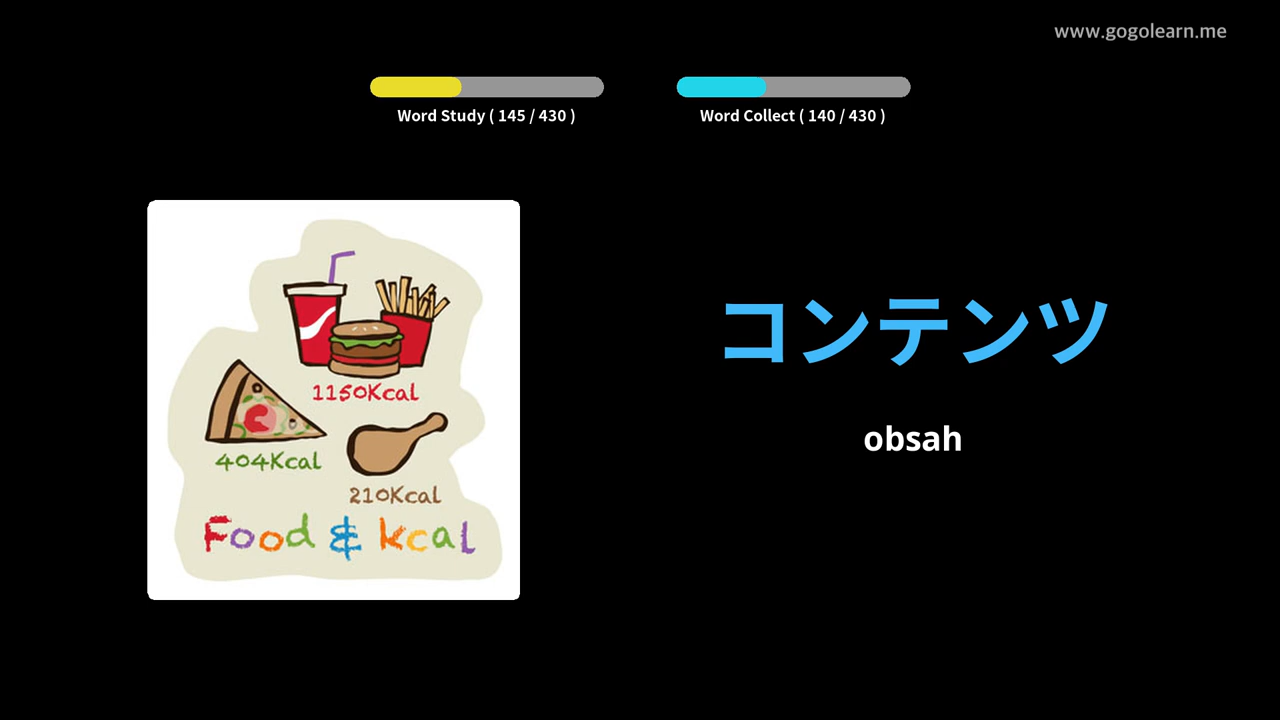 www.gogolearn.me
Word Study ( 145 / 430 )
Word Collect ( 140 / 430 )
1150Kcal
404Kcal
210Kcal
Food & kcal
コンテンツ
obsah